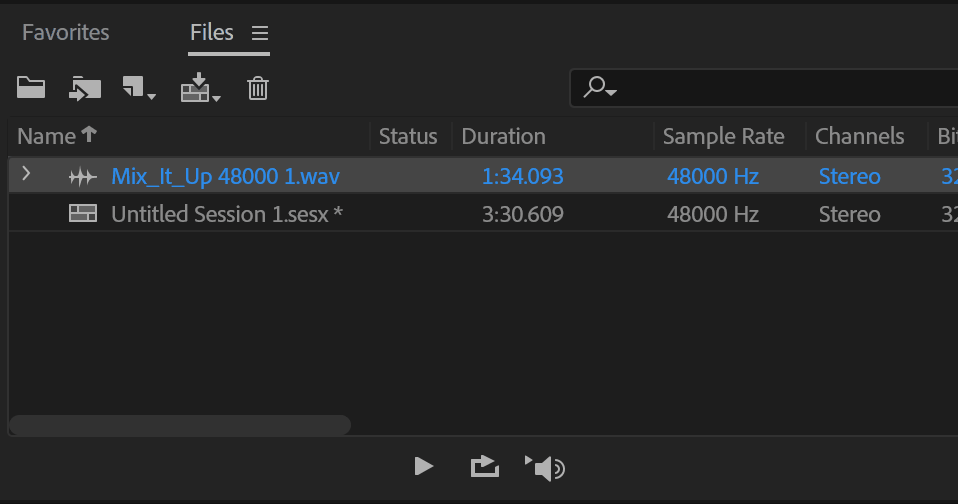 Favorites Files
Name Status Duration Sample Rate Channels
Mix_It_Up 48000 1.wav 1:34.093 48000 Hz Stereo 32
Untitled Session 1.sesx * 3:30.609 48000 Hz Stereo 32